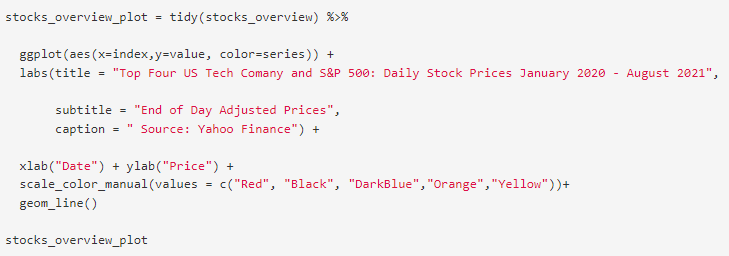 stocks_overview_plot = tidy(stocks_overview) %>%
ggplot(aes(x=index,y=value, color=series)) +
labs(title = "Top Four US Tech Comany and S&P 500: Daily Stock Prices January 2020 - August 2021",
subtitle = "End of Day Adjusted Prices",
caption = " Source: Yahoo Finance") +
xlab("Date") + ylab("Price") +
scale_color_manual(values = c("Red", "Black", "DarkBlue","Orange","Yellow"))+
geom_line()
stocks_overview_plot